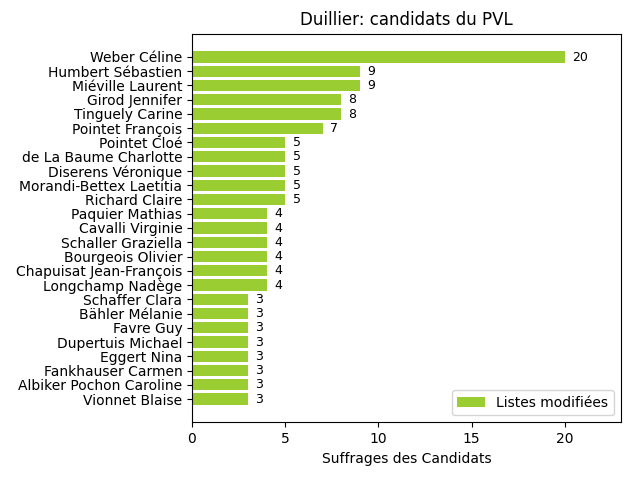 Duillier: candidats du PVL
Weber Céline 20
Humbert Sébastien 9
Miéville Laurent 9
Girod Jennifer 8
Tinguely Carine 8
Pointet François 7
Pointet Cloé 5
de La Baume Charlotte 5
Diserens Véronique 5
Morandi-Bettex Laetitia 5
Richard Claire 5
Paquier Mathias 4
Cavalli Virginie 4
Schaller Graziella 4
Bourgeois Olivier 4
Chapuisat Jean-François 4
Longchamp Nadège 4
Schaffer Clara 3
Bähler Mélanie 3
Favre Guy 3
Dupertuis Michael 3
Eggert Nina 3
Fankhauser Carmen 3
Albiker Pochon Caroline 3
Vionnet Blaise 3
Listes modifiées
0 5 10 15 20
Suffrages des Candidats